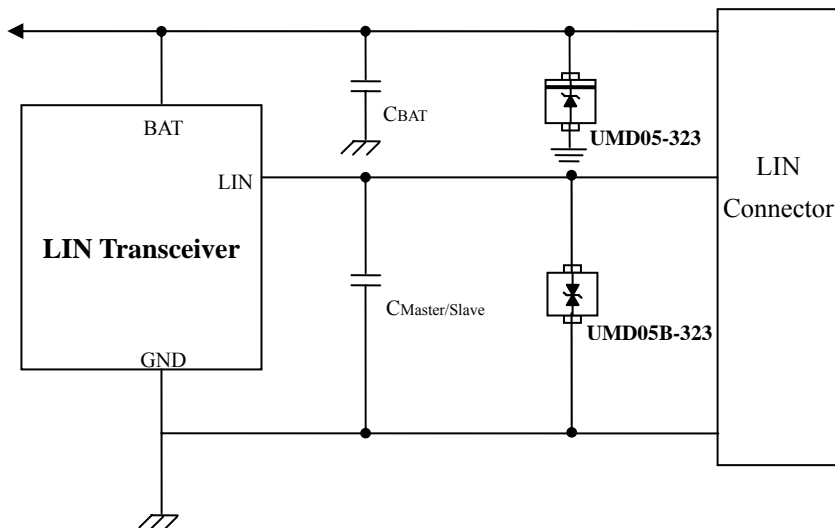 BAT
CBAT
UMD05-323
LIN
LIN
Connector
LIN Transceiver
CMaster/Slave
UMD05B-323
GND